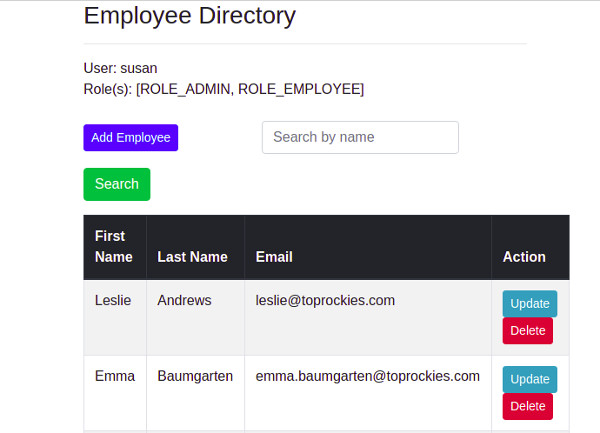 Employee Directory
User: susan
Role(s): [ROLE_ADMIN, ROLE_EMPLOYEE]
Add Employee Search by name
Search
First
Name Last Name Email Action
Leslie Andrews leslie@toprockies.com Update
Delete
Emma Baumgarten emma.baumgarten@toprockies.com Update
Delete